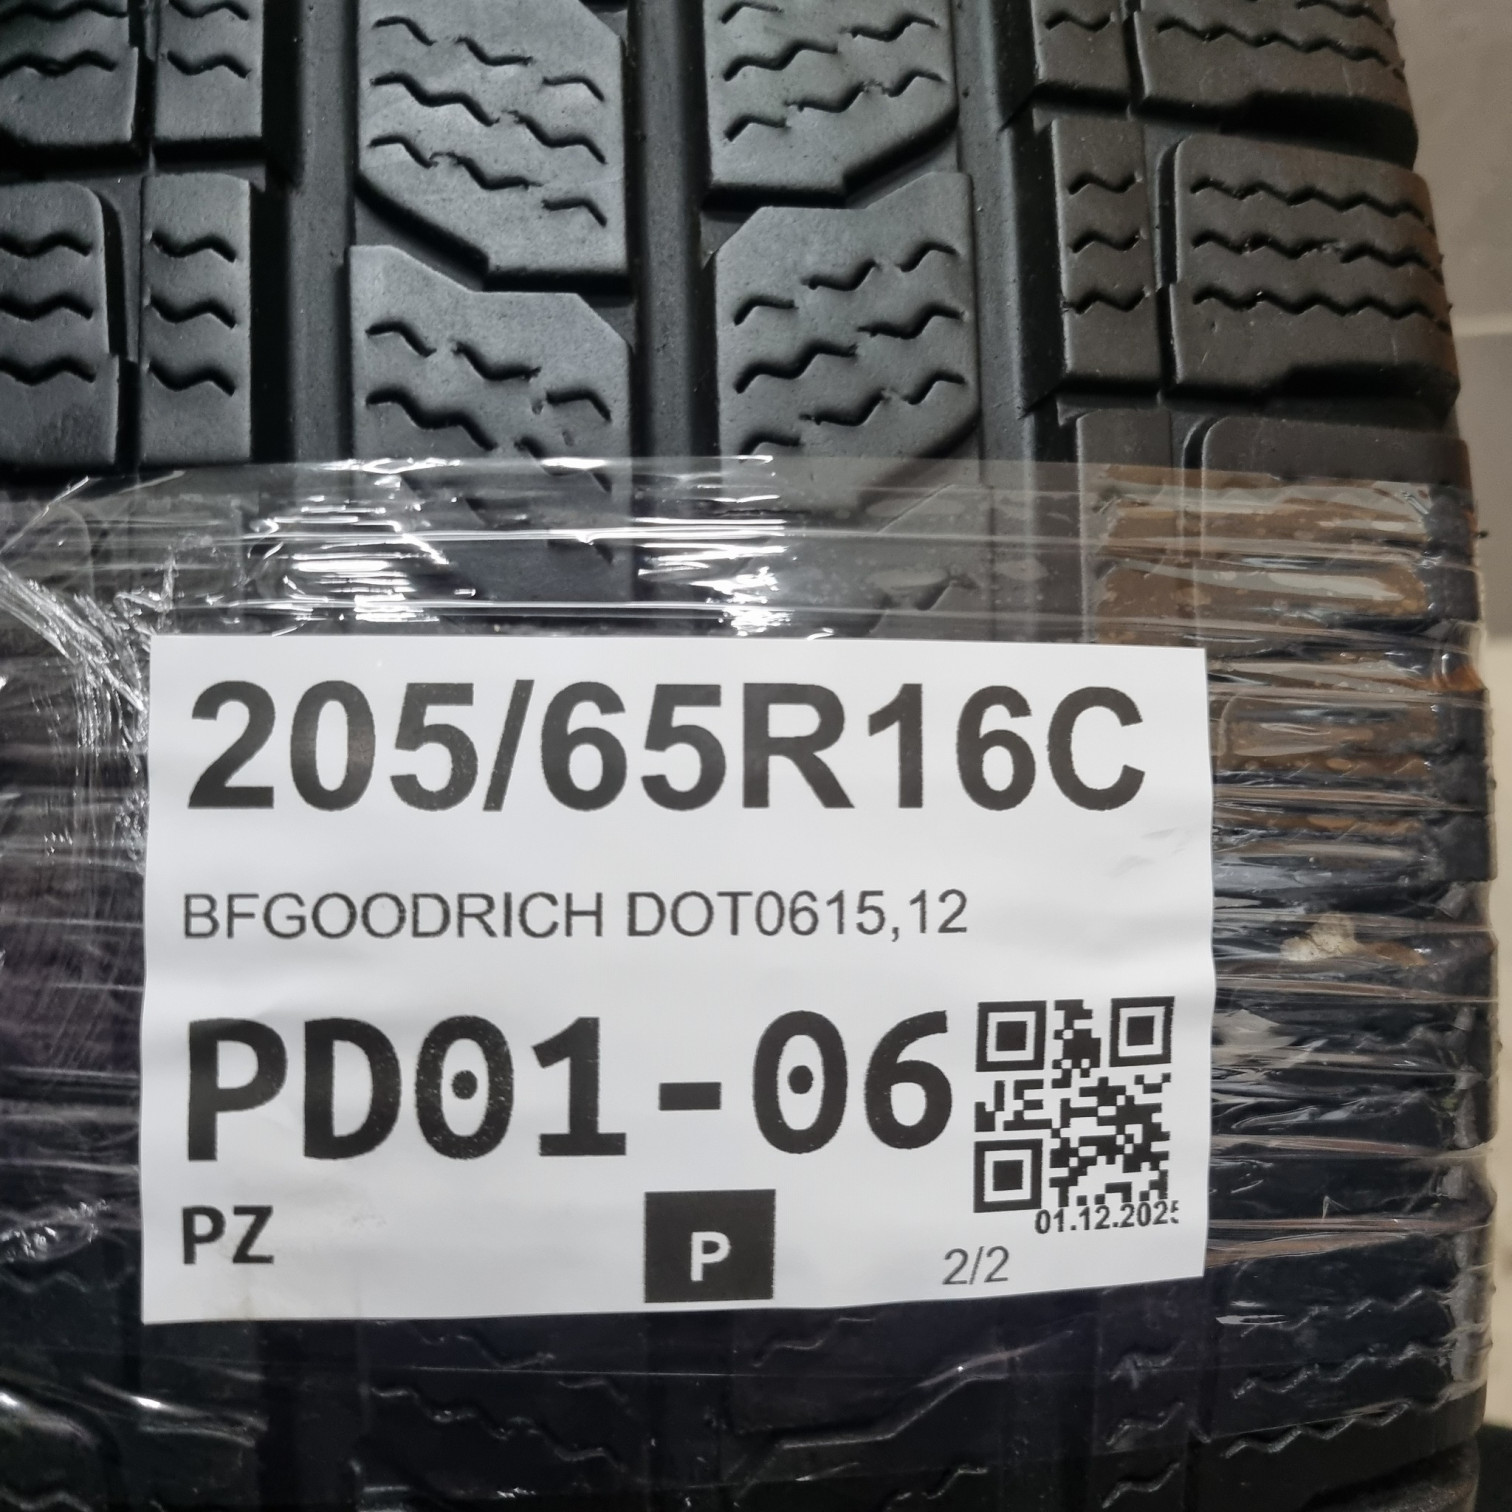 205/65R16C
BFGOODRICH DOT0615,12
PD01-06
PZ
P
2/2
01.12.2025